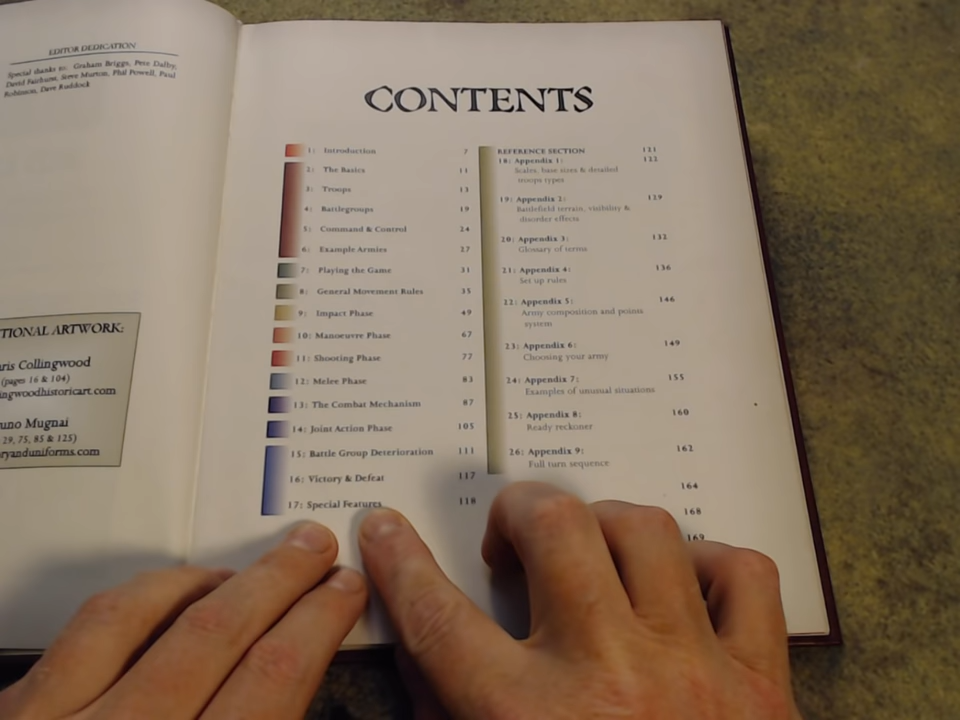 EDITOR DEDICATION
Special thanks to: Graham Briggs, Pete Dalby,
David Fairhurst, Steve Murton, Phil Powell, Paul
Robinson, Dave Ruddock
TIONAL ARTWORK:
ris Collingwood
(pages 16 & 104)
ingwoodhistoricart.com
uno Mugnai
29, 75, 85 & 125)
ryanduniforms.com
CONTENTS
1: Introduction 7
2: The Basics 11
3: Troops 13
4: Battlegroups 19
5: Command & Control 24
6: Example Armies 27
7: Playing the Game 31
8: General Movement Rules 35
9: Impact Phase 49
10: Manoeuvre Phase 67
11: Shooting Phase 77
12: Melee Phase 83
13: The Combat Mechanism 87
14: Joint Action Phase 105
15: Battle Group Deterioration 111
16: Victory & Defeat 117
17: Special Features 118
REFERENCE SECTION 121
18: Appendix 1: 122
Scales, base sizes & detailed
troops types
19: Appendix 2: 129
Battlefield terrain, visibility &
disorder effects
20: Appendix 3: 132
Glossary of terms
21: Appendix 4: 136
Set up rules
22: Appendix 5: 146
Army composition and points
system
23: Appendix 6: 149
Choosing your army
24: Appendix 7: 155
Examples of unusual situations
25: Appendix 8: 160
Ready reckoner
26: Appendix 9: 162
Full turn sequence
164
168
169